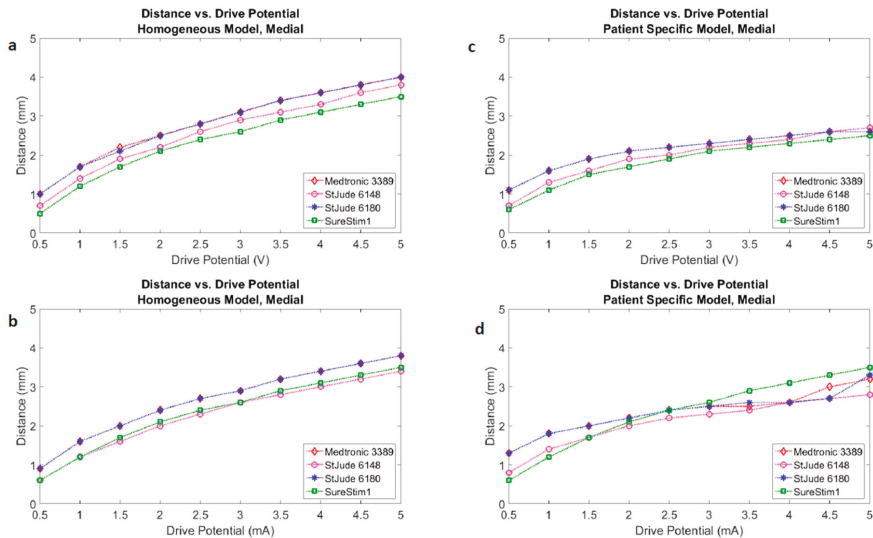 a
Distance vs. Drive Potential
Homogeneous Model, Medial
5
4
3
2
1
0
Distance (mm)
0.5 1 1.5 2 2.5 3 3.5 4 4.5 5
Drive Potential (V)
Medtronic 3389
StJude 6148
StJude 6180
SureStim1
c
Distance vs. Drive Potential
Patient Specific Model, Medial
5
4
3
2
1
0
Distance (mm)
0.5 1 1.5 2 2.5 3 3.5 4 4.5 5
Drive Potential (V)
Medtronic 3389
StJude 6148
StJude 6180
SureStim1
b
Distance vs. Drive Potential
Homogeneous Model, Medial
5
4
3
2
1
0
Distance (mm)
0.5 1 1.5 2 2.5 3 3.5 4 4.5 5
Drive Potential (mA)
Medtronic 3389
StJude 6148
StJude 6180
SureStim1
d
Distance vs. Drive Potential
Patient Specific Model, Medial
5
4
3
2
1
0
Distance (mm)
0.5 1 1.5 2 2.5 3 3.5 4 4.5 5
Drive Potential (mA)
Medtronic 3389
StJude 6148
StJude 6180
SureStim1